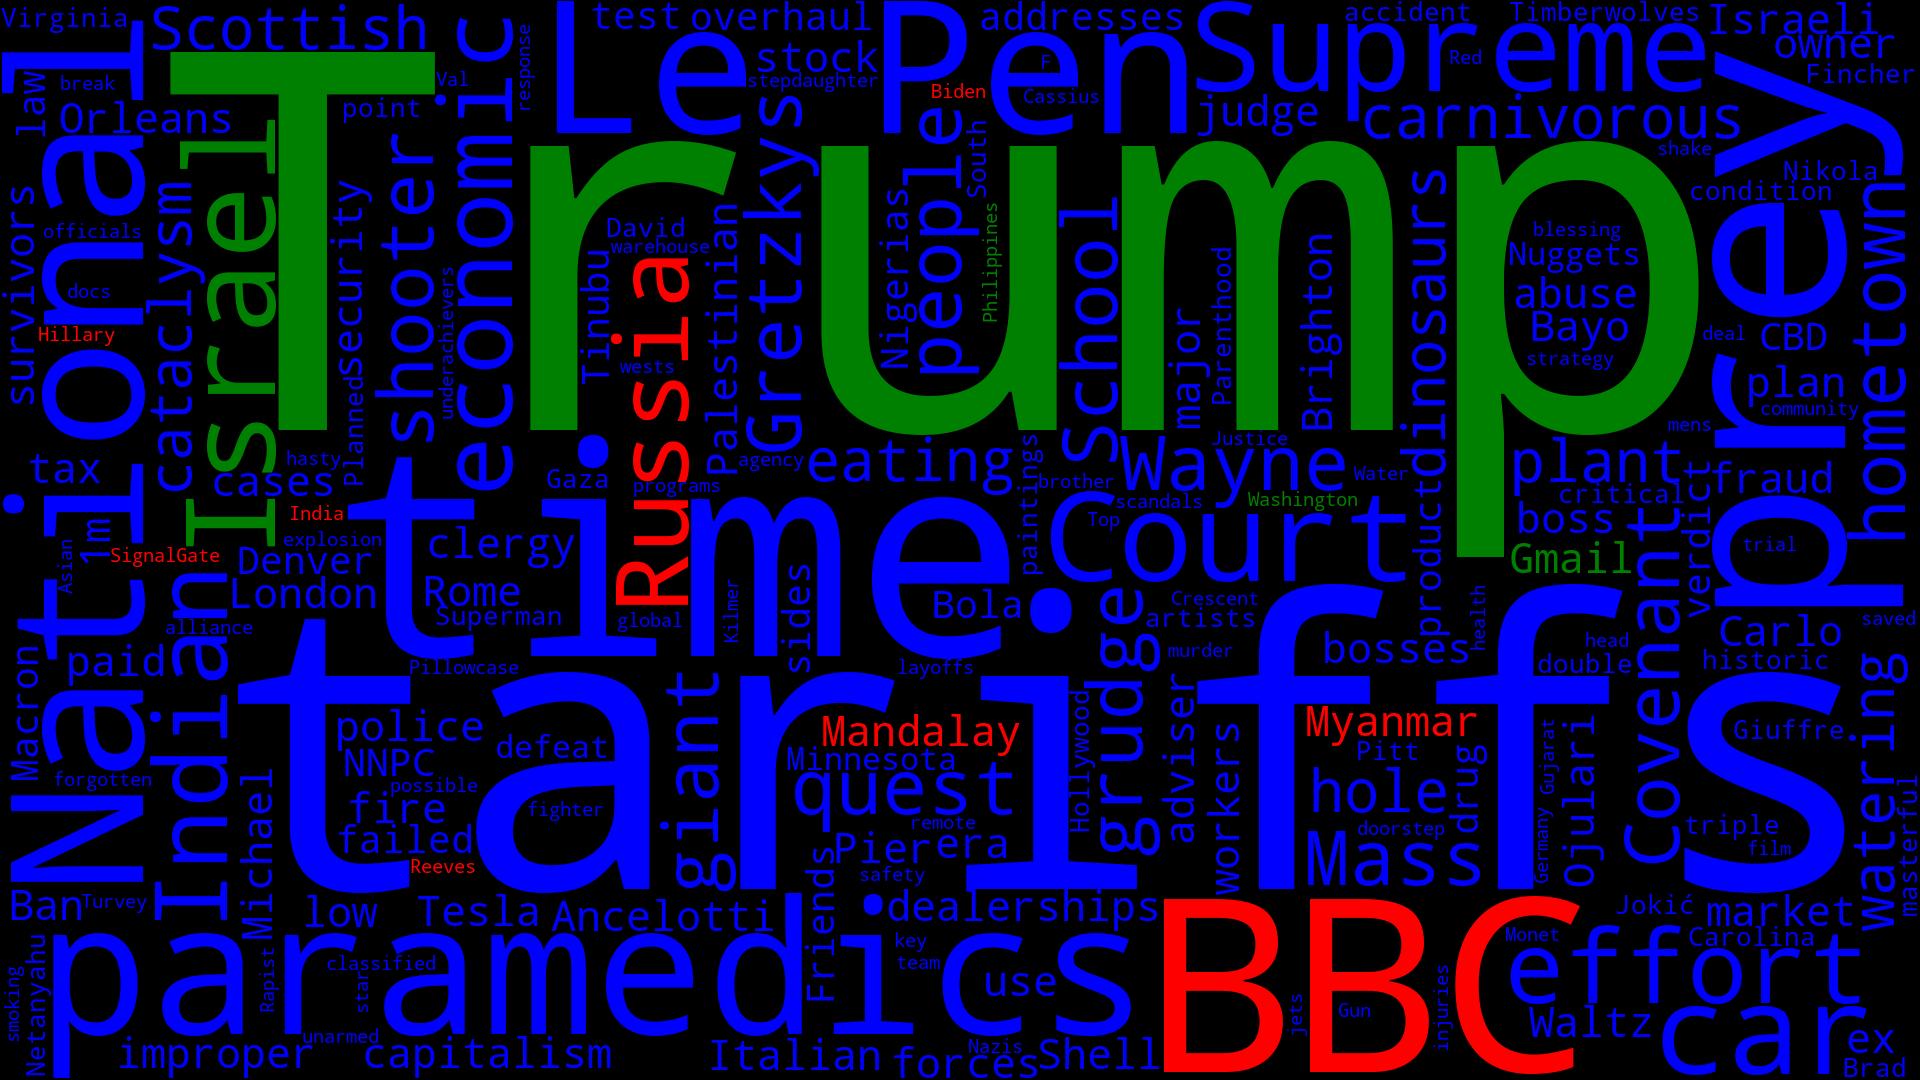 Virginia
Scottish
test
overhaul
addresses
accident
Timberwolves
Israeli
Le Pen
Supreme
stock
owner
Fincher
Red
F
response
break
law
Val
stepdaughter
Biden
Cassius
Orleans
point
economic
judge
carnivorous
prey
Trump
National
Israel
cataclysm
survivors
security
shooter
Gretzkys
people
South
shake
Nikola
condition
hometown
officials
David
warehouse
Tinubu
Russia
Palestinian
Nigerias
Philippines
School
major
Parenthood
Brighton
dinosaurs
blessing
Nuggets
abuse
Bayo
strategy
deal
CBD
docs
Hillary
underachievers
wests
plan
community
mens
Planned
tax
hasty
cases
Gaza
programs
agency
eating
paintings
brother
Wayne
Justice
Water
plant
fraud
critical
scandals
Washington
Top
Court
product
boss
Gmail
verdict
trial
India
explosion
time
1m
SignalGate
Asian
Denver
London
clergy
Rome
Superman
global
Kilmer
sides
Bola
grudge
Crescent
artists
health
Covenant
Carlo
saved
alliance
Indian
paid
Macron
Pillowcase
layoffs
murder
bosses
head
double
historic
tariffs
watering
police
NNPC
possible
defeat
fire
fighter
failed
Reeves
giant
Mandalay
Minnesota
quest
remote
Pier
era
safety
Hollywood
adviser
workers
Myanmar
Pitt
hole
drug
doorstep
Mass
Germany
Gujarat
Ojulari
Giuffre
triple
film
masterful
forgotten
Michael
Ban
Turvey
low
Tesla
Ancelotti
Friends
dealerships
BBC
Jokić
market
Carolina
Monet
effort
paramedics
key
team
use
classified
star
Rapist
Netanyahu
smoking
unarmed
improper
capitalism
Italian
forces
Nazis
Shell
jets
Gun
injuries
Waltz
car
ex
Brad